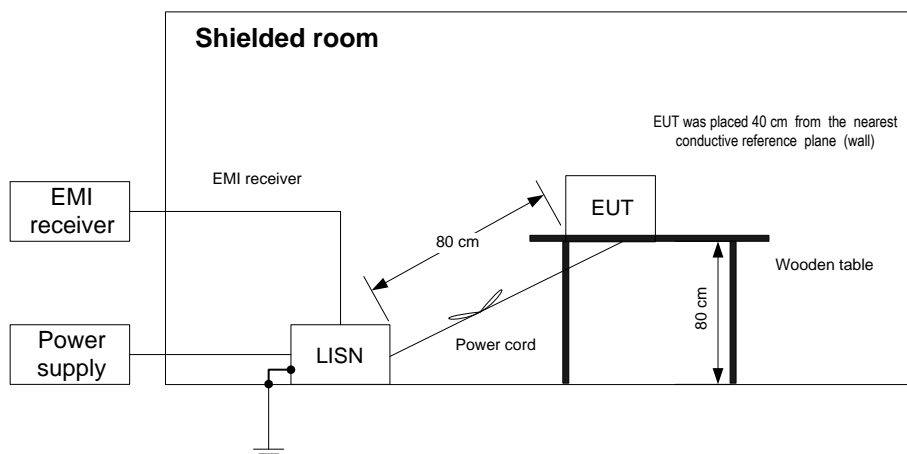 Shielded room
EUT was placed 40 cm from the nearest
conductive reference plane (wall)
EMI receiver
EMI
receiver
EUT
80 cm
Wooden table
80 cm
Power cord
Power
supply
LISN